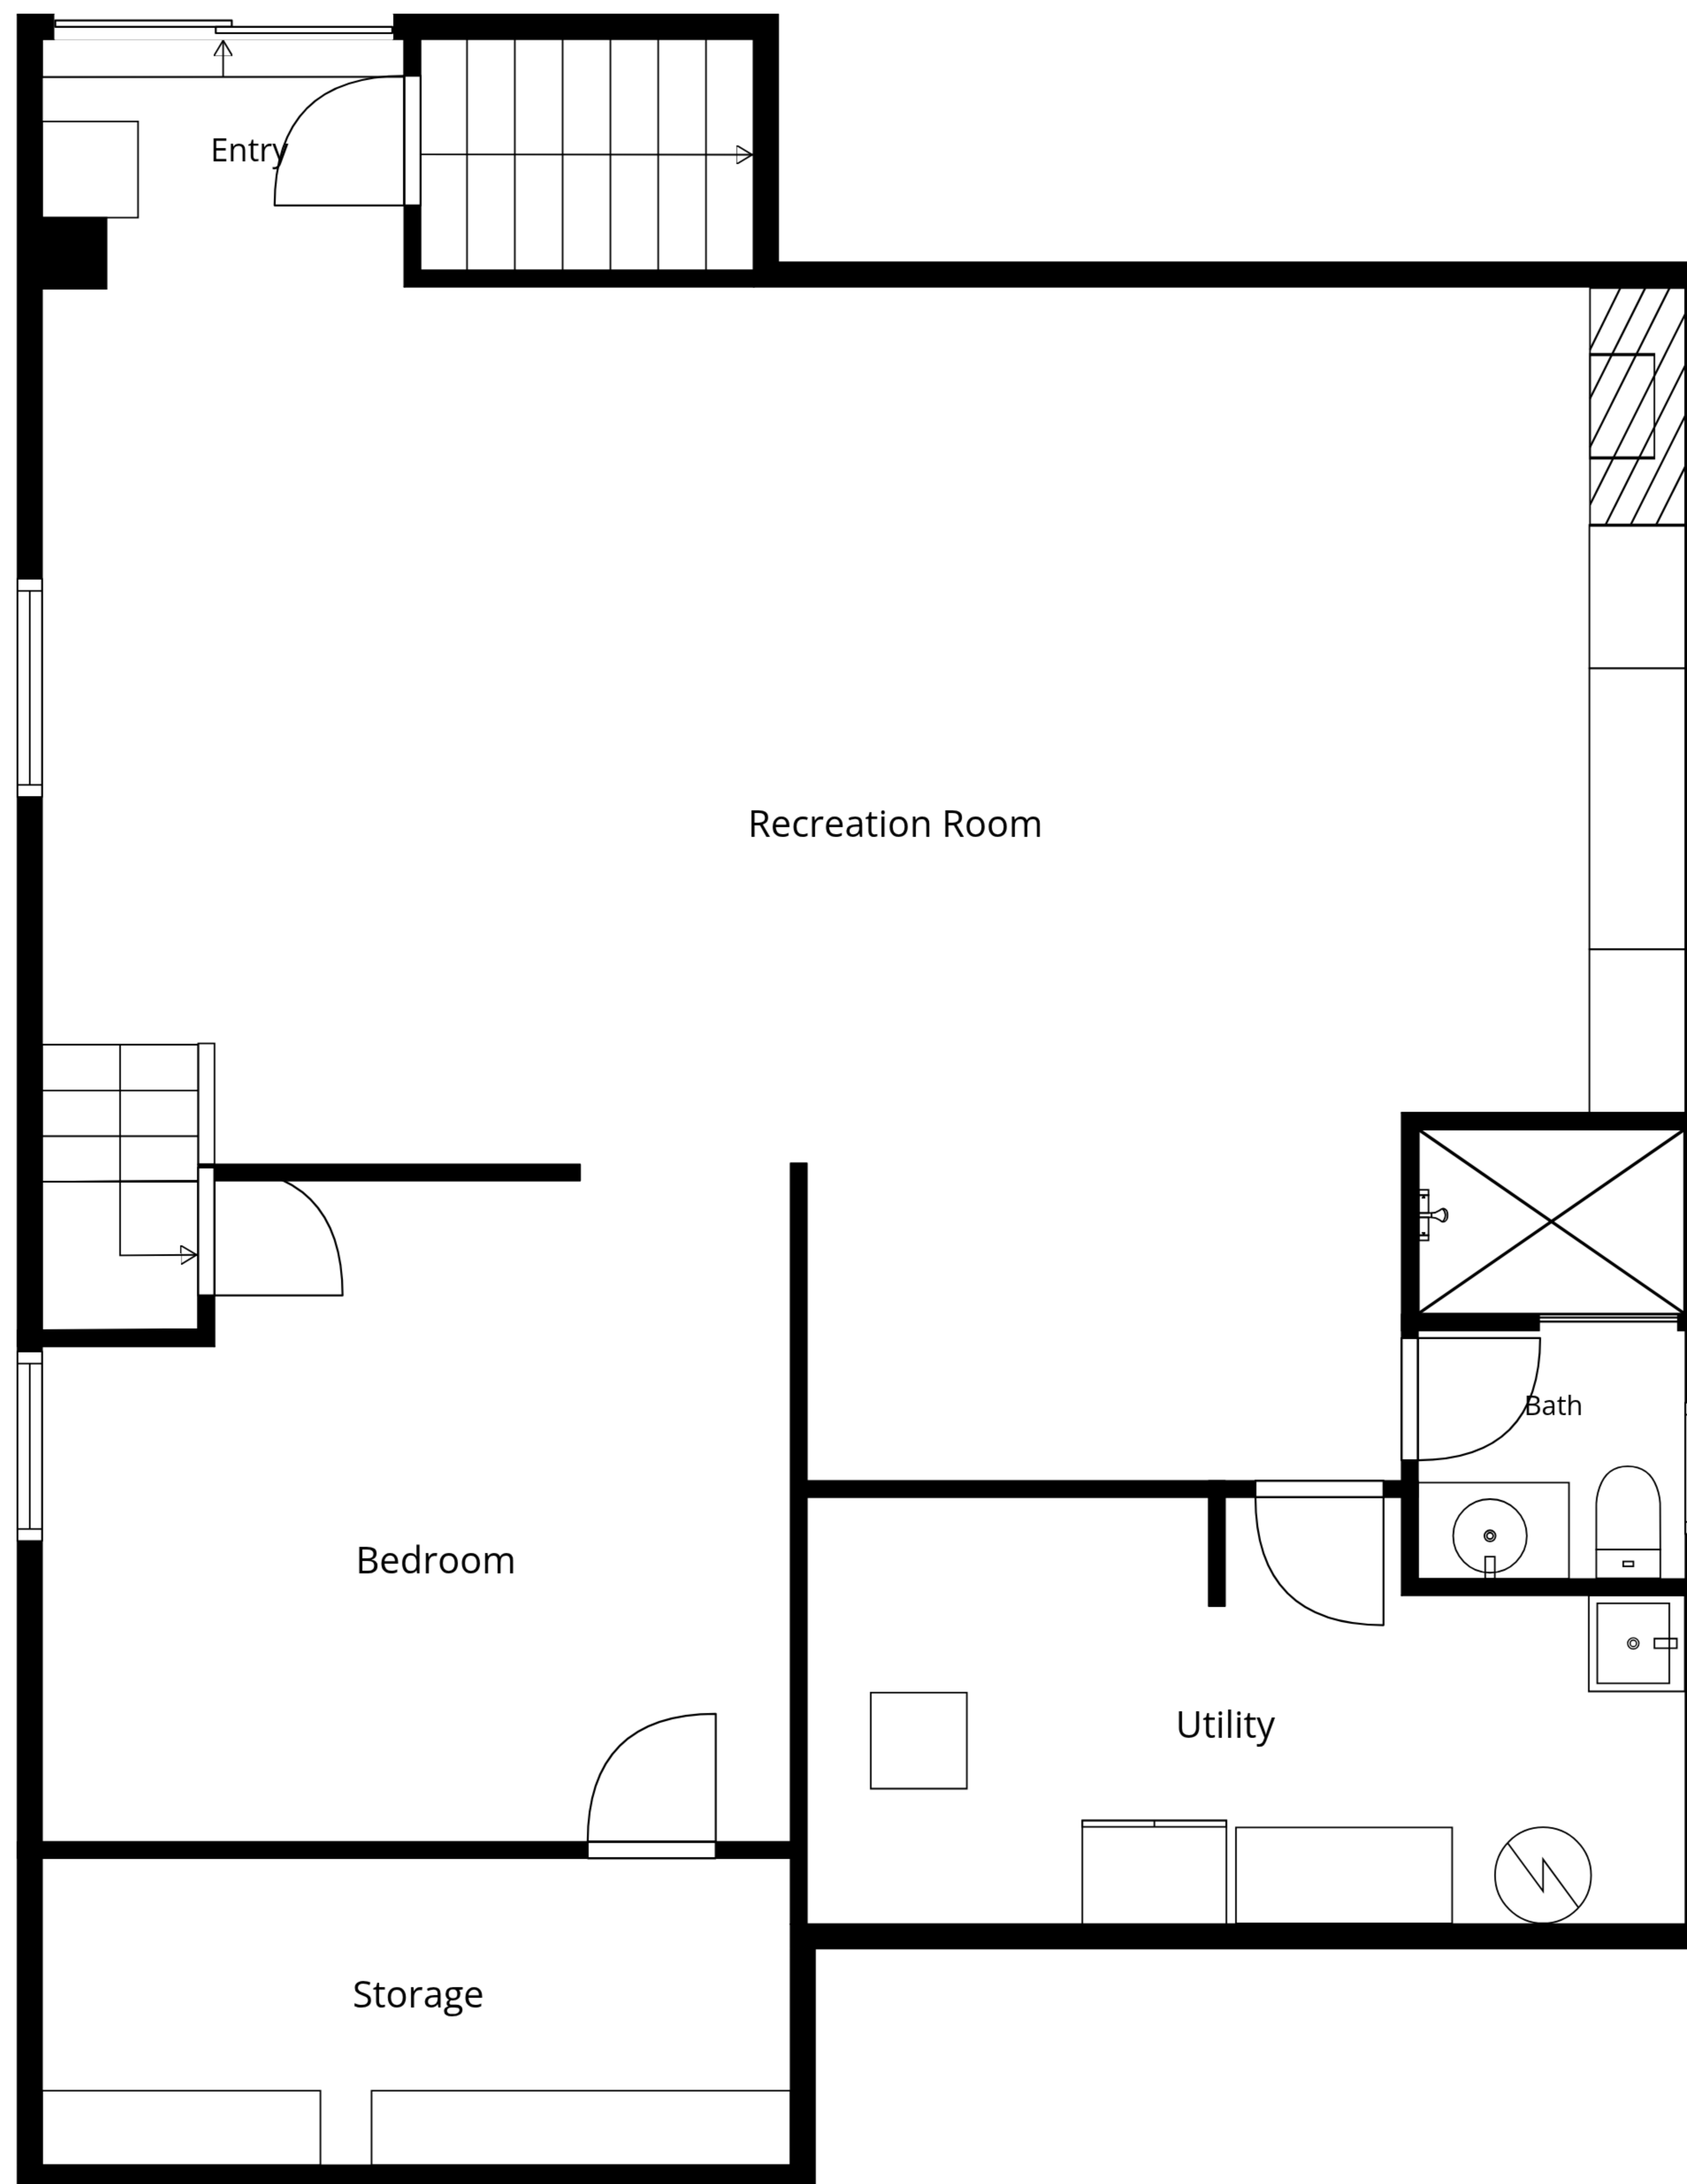 Entry
Recreation Room
Bath
Bedroom
Utility
Storage